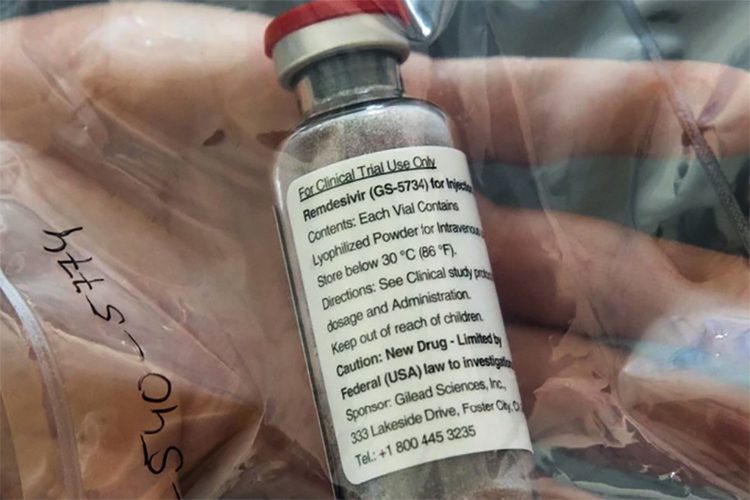 For Clinical Trial Use Only
Remdesivir (GS-5734) for
Contents: Each Vial Contains
Lyophilized Powder for Intravenous
Store below 30 °C (86 °F).
Directions: See Clinical study
dosage and Administration.
Keep out of reach of children.
Caution: New Drug - Limited by
Federal (USA) law to
Sponsor: Gilead Sciences, Inc.,
333 Lakeside Drive, Foster City,
Tel.: +1 800 445 3235